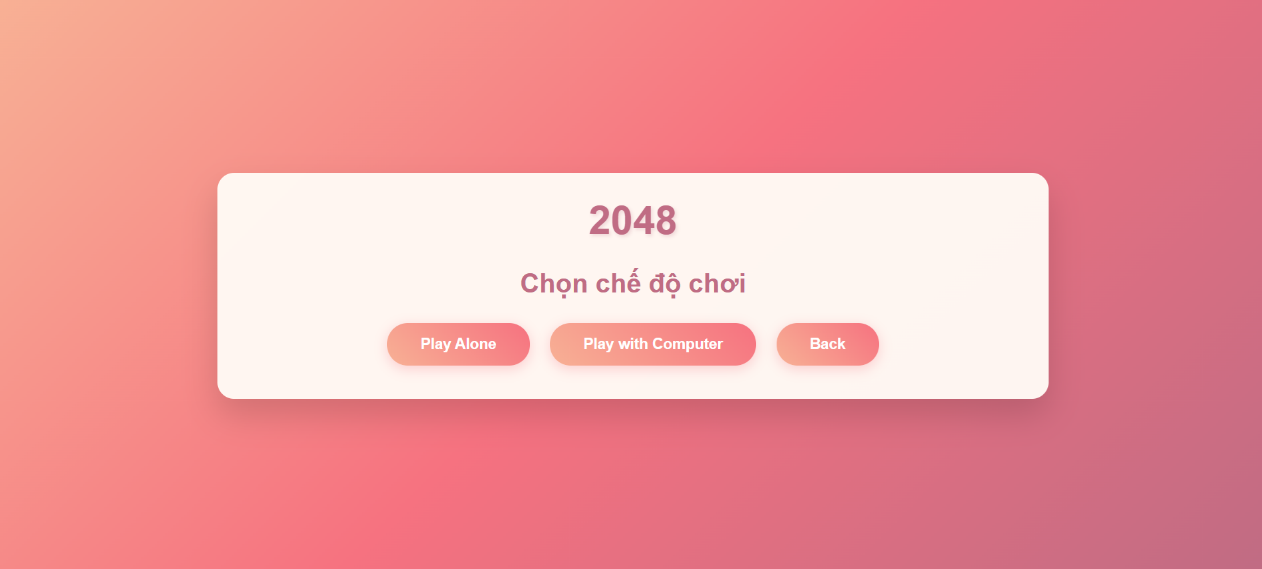 2048
Chọn chế độ chơi
Play Alone
Play with Computer
Back